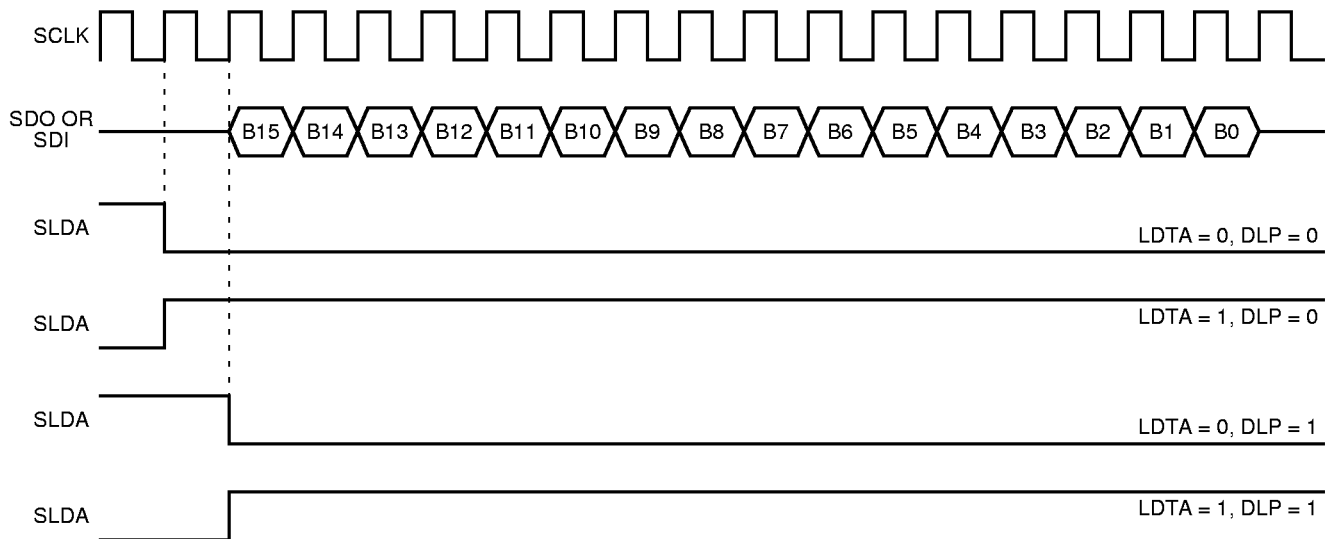 SCLK
SDO OR
SDI
B15 B14 B13 B12 B11 B10 B9 B8 B7 B6 B5 B4 B3 B2 B1 B0
SLDA
LDTA = 0, DLP = 0
SLDA
LDTA = 1, DLP = 0
SLDA
LDTA = 0, DLP = 1
SLDA
LDTA = 1, DLP = 1